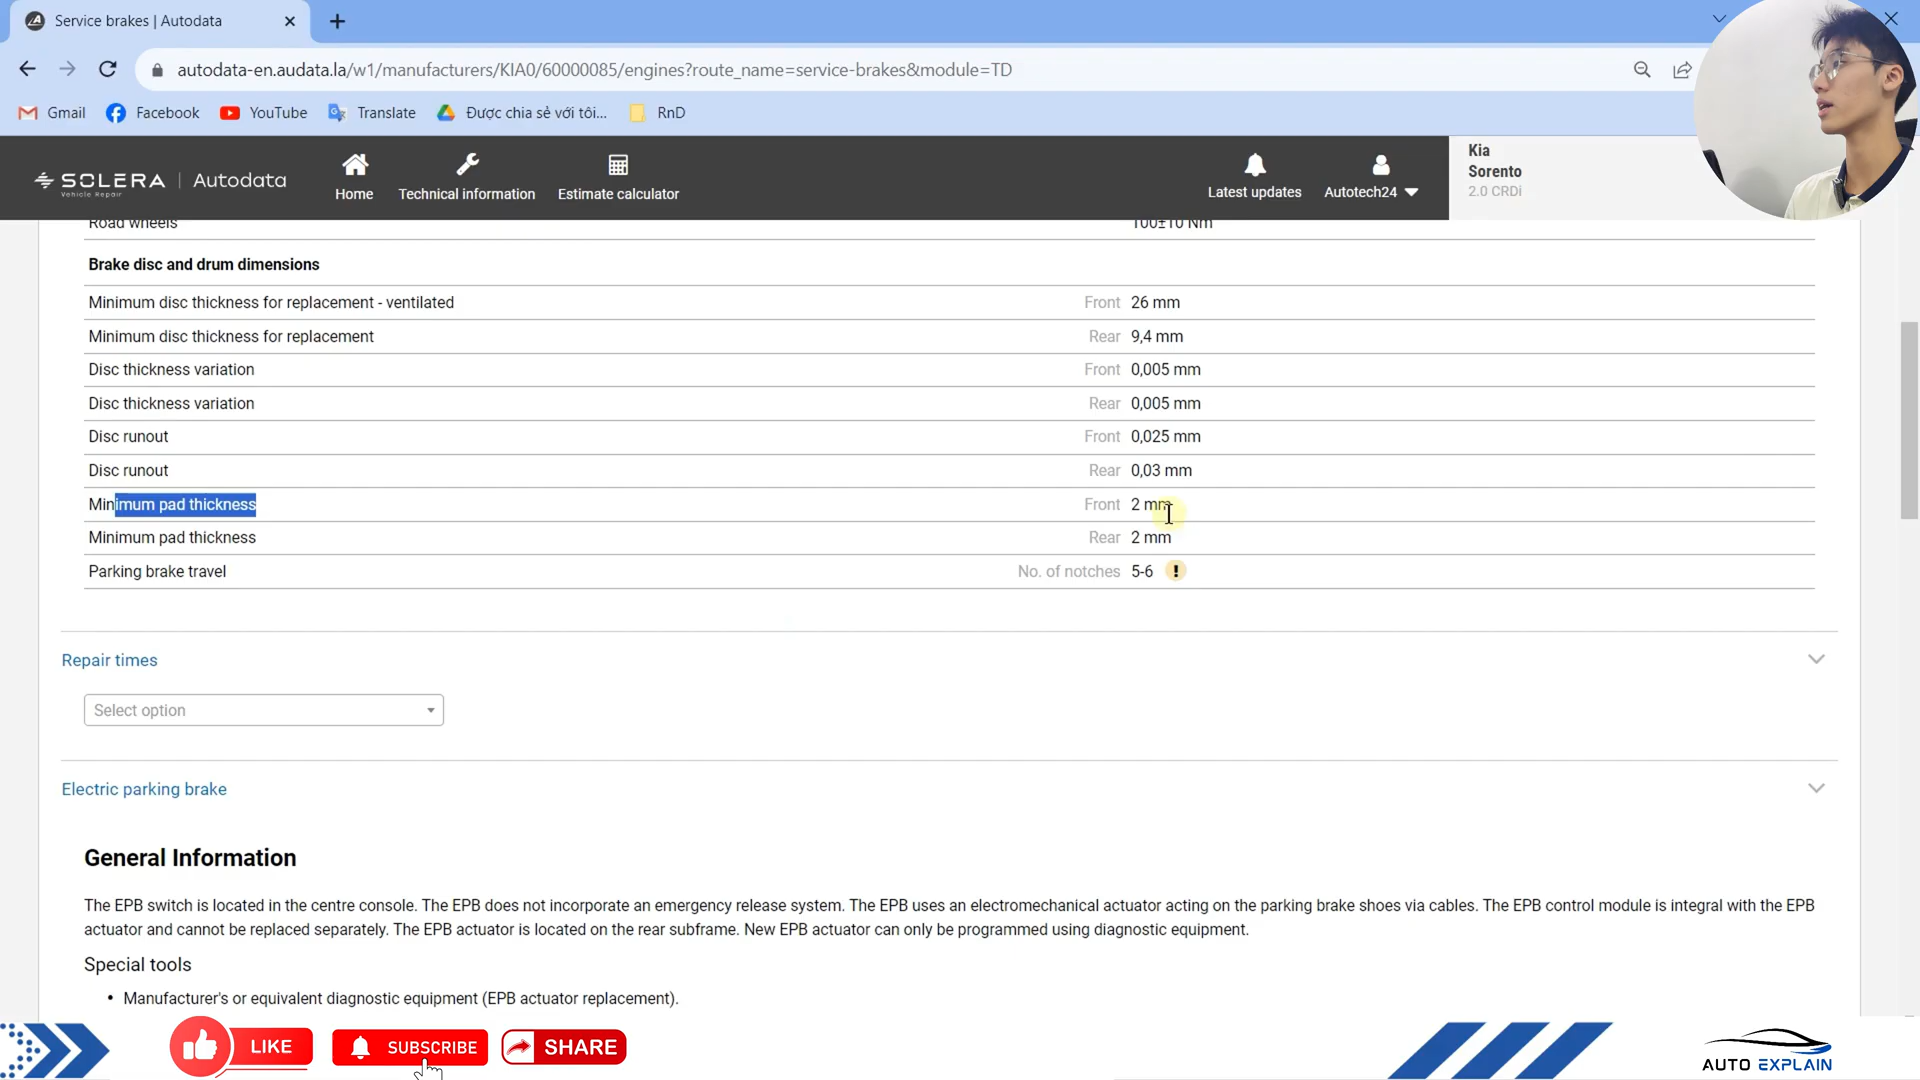 Service brakes | Autodata
autodata-en.audata.la/w1/manufacturers/KIA0/60000085/engines?route_name=service-brakes&module=TD
Gmail Facebook YouTube Translate Được chia sẻ với tôi... RnD
SOLERA Vehicle Repair | Autodata
Home Technical information Estimate calculator
Latest updates Autotech24
Kia
Sorento
2.0 CRDi
Road wheels 100±10 Nm
Brake disc and drum dimensions
Minimum disc thickness for replacement - ventilated Front 26 mm
Minimum disc thickness for replacement Rear 9,4 mm
Disc thickness variation Front 0,005 mm
Disc thickness variation Rear 0,005 mm
Disc runout Front 0,025 mm
Disc runout Rear 0,03 mm
Minimum pad thickness Front 2 mm
Minimum pad thickness Rear 2 mm
Parking brake travel No. of notches 5-6 !
Repair times
Select option
Electric parking brake
General Information
The EPB switch is located in the centre console. The EPB does not incorporate an emergency release system. The EPB uses an electromechanical actuator acting on the parking brake shoes via cables. The EPB control module is integral with the EPB
actuator and cannot be replaced separately. The EPB actuator is located on the rear subframe. New EPB actuator can only be programmed using diagnostic equipment.
Special tools
• Manufacturer's or equivalent diagnostic equipment (EPB actuator replacement).
LIKE SUBSCRIBE SHARE
AUTO EXPLAIN